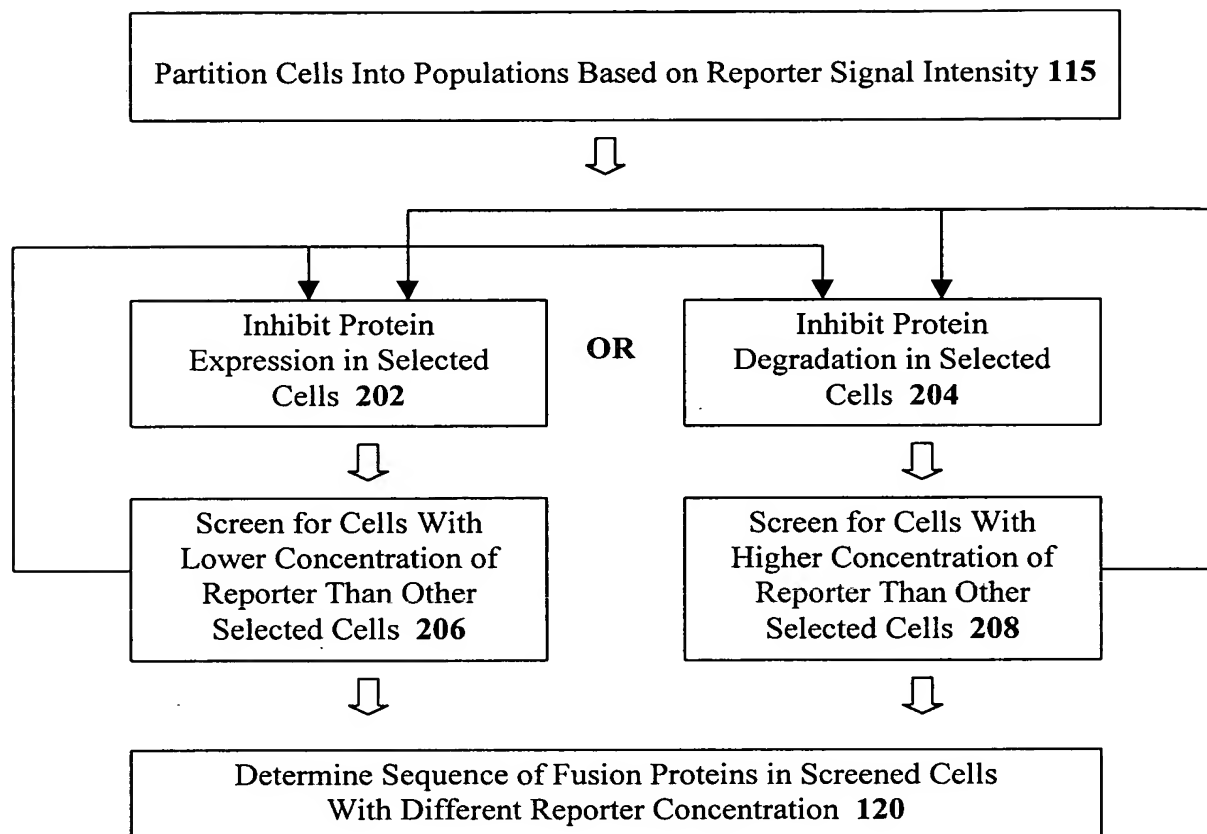 Partition Cells Into Populations Based on Reporter Signal Intensity 115
Inhibit Protein
Expression in Selected
Cells 202
OR
Inhibit Protein
Degradation in Selected
Cells 204
Screen for Cells With
Lower Concentration of
Reporter Than Other
Selected Cells 206
Screen for Cells With
Higher Concentration of
Reporter Than Other
Selected Cells 208
Determine Sequence of Fusion Proteins in Screened Cells
With Different Reporter Concentration 120